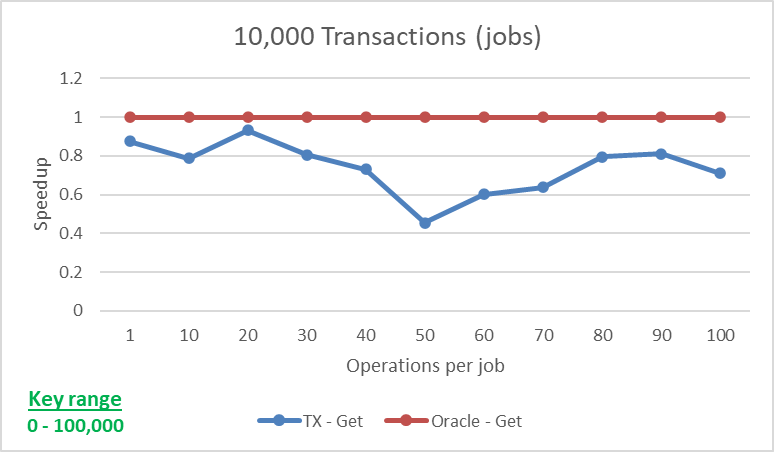 10,000 Transactions (jobs)
1.2
1
0.8
0.6
0.4
0.2
0
Speedup
1 10 20 30 40 50 60 70 80 90 100
Operations per job
Key range
0 - 100,000
TX - Get Oracle - Get